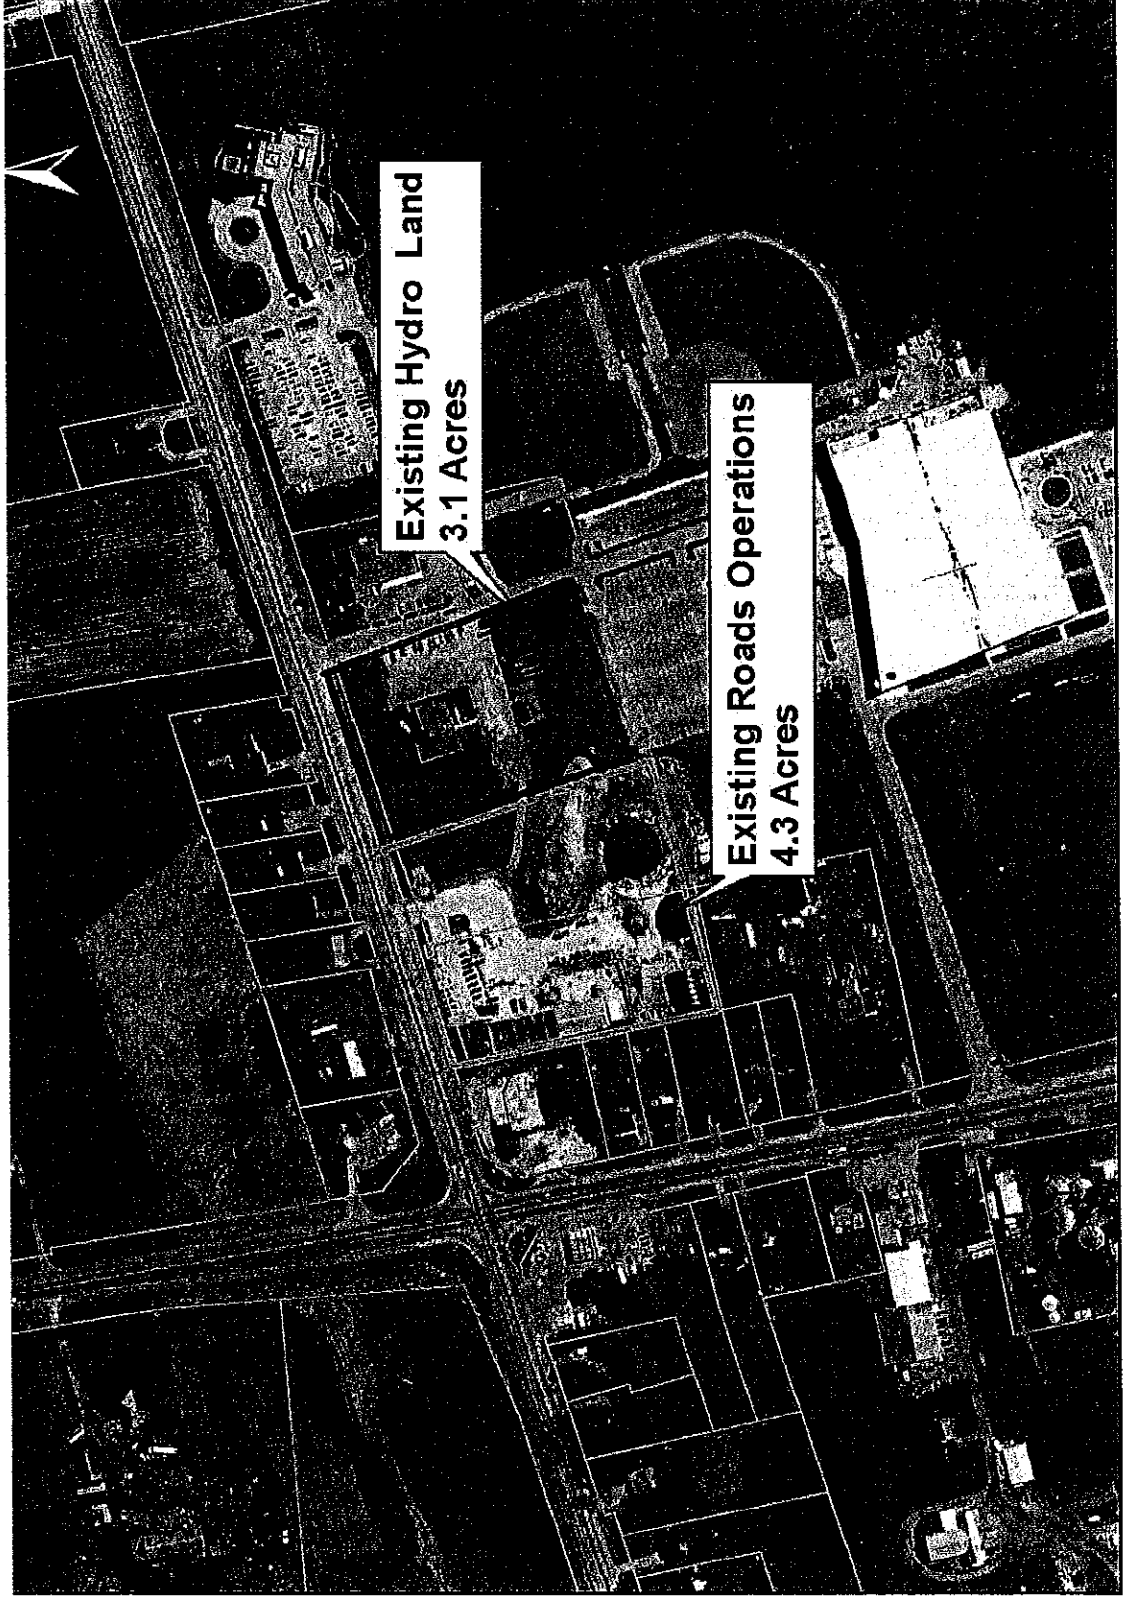 Existing Hydro Land
3.1 Acres
Existing Roads Operations
4.3 Acres